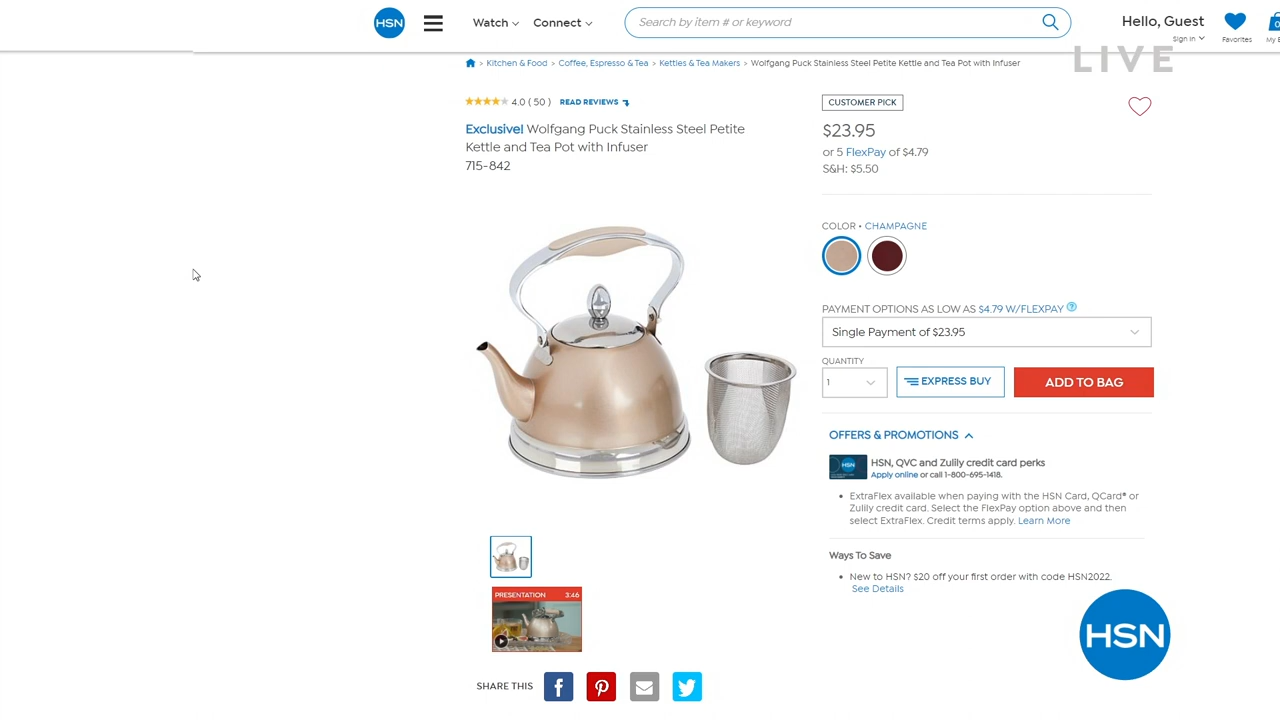 HSN
Watch
Connect
Search by item # or keyword
Hello, Guest
Sign In
Favorites
0
LIVE
> Kitchen & Food > Coffee, Espresso & Tea > Kettles & Tea Makers > Wolfgang Puck Stainless Steel Petite Kettle and Tea Pot with Infuser
4.0 ( 50 ) READ REVIEWS
Exclusive! Wolfgang Puck Stainless Steel Petite
Kettle and Tea Pot with Infuser
715-842
CUSTOMER PICK
$23.95
or 5 FlexPay of $4.79
S&H: $5.50
COLOR • CHAMPAGNE
PAYMENT OPTIONS AS LOW AS $4.79 W/FLEXPAY ?
Single Payment of $23.95
QUANTITY
1
EXPRESS BUY
ADD TO BAG
OFFERS & PROMOTIONS
HSN
HSN, QVC and Zulily credit card perks
Apply online or call 1-800-695-1418.
• ExtraFlex available when paying with the HSN Card, QCard® or
Zulily credit card. Select the FlexPay option above and then
select ExtraFlex. Credit terms apply. Learn More
Ways To Save
• New to HSN? $20 off your first order with code HSN2022.
See Details
PRESENTATION 3:46
SHARE THIS
HSN